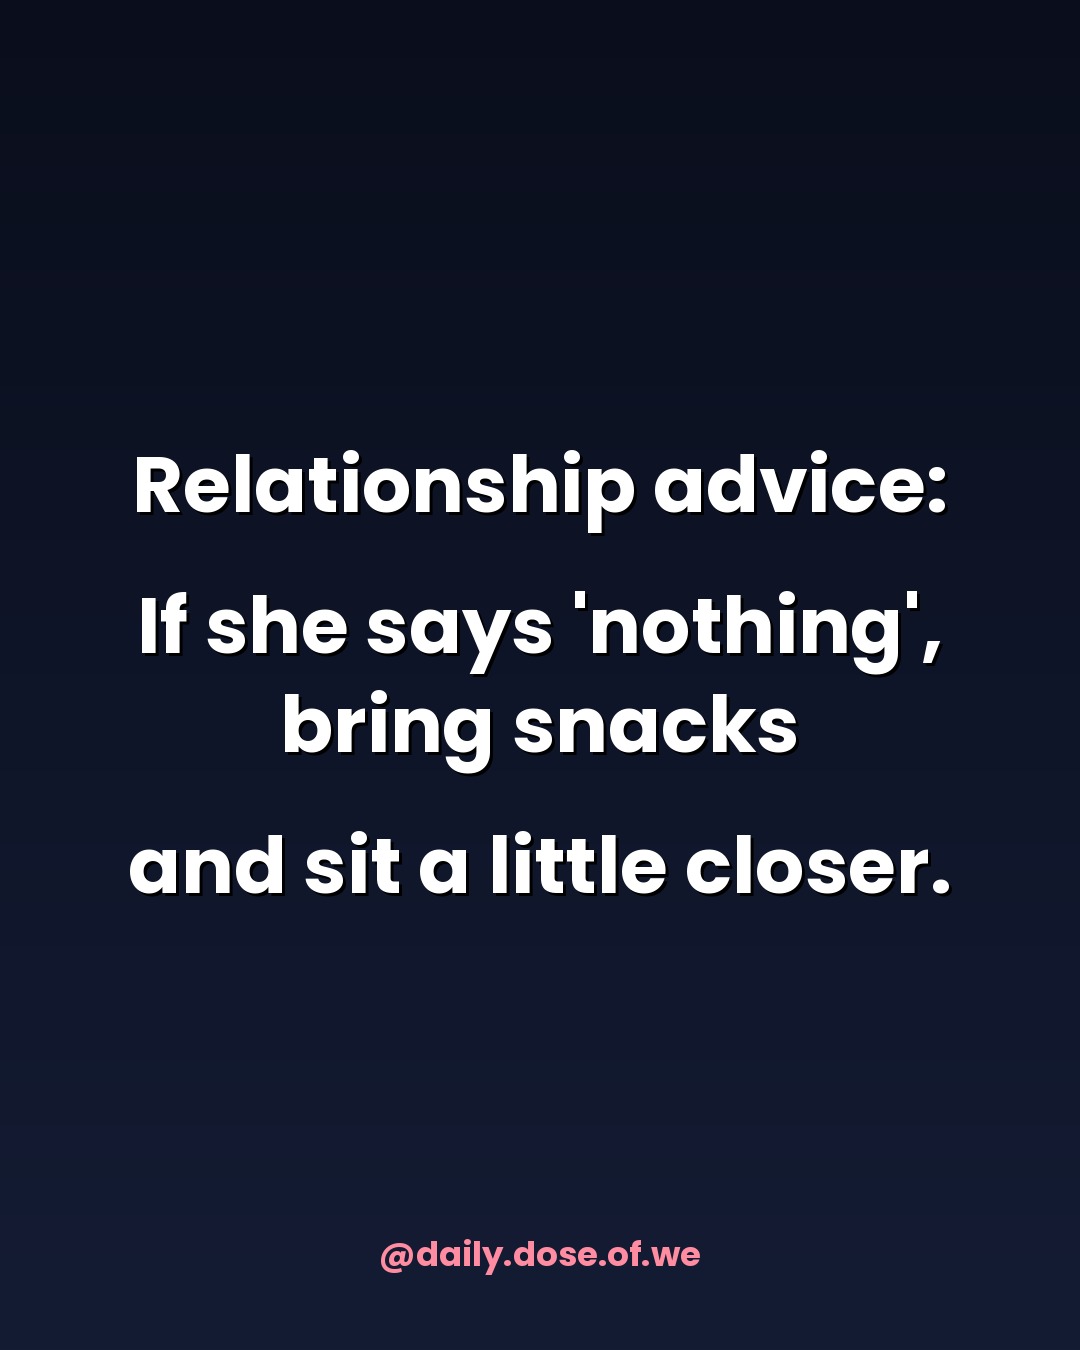 Relationship advice:
If she says 'nothing',
bring snacks
and sit a little closer.
@daily.dose.of.we